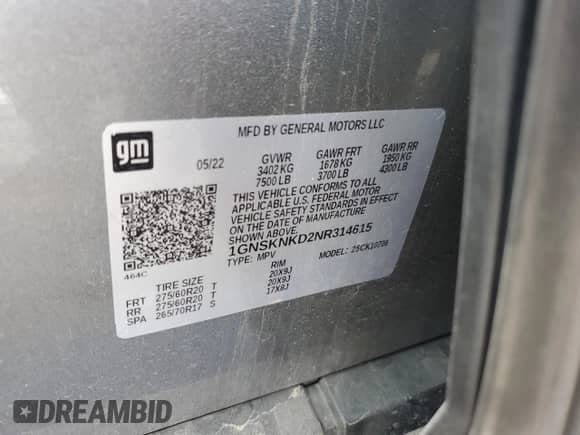 gm
MFD BY GENERAL MOTORS LLC
05/22 GVWR GAWR FRT GAWR RR
3402 KG 1678 KG 1950 KG
7500 LB 3700 LB 4300 LB
THIS VEHICLE CONFORMS TO ALL
APPLICABLE U.S. FEDERAL MOTOR
VEHICLE SAFETY STANDARDS IN EFFECT
ON THE DATE OF MANUFACTURE
SHOWN ABOVE.
1GNSKNKD2NR314615
TYPE: MPV MODEL: 25CK10706
464C
TIRE SIZE RIM
FRT 275/60R20 T 20X9J
RR 275/60R20 T 20X9J
SPA 265/70R17 S 17X8J
DREAMBID